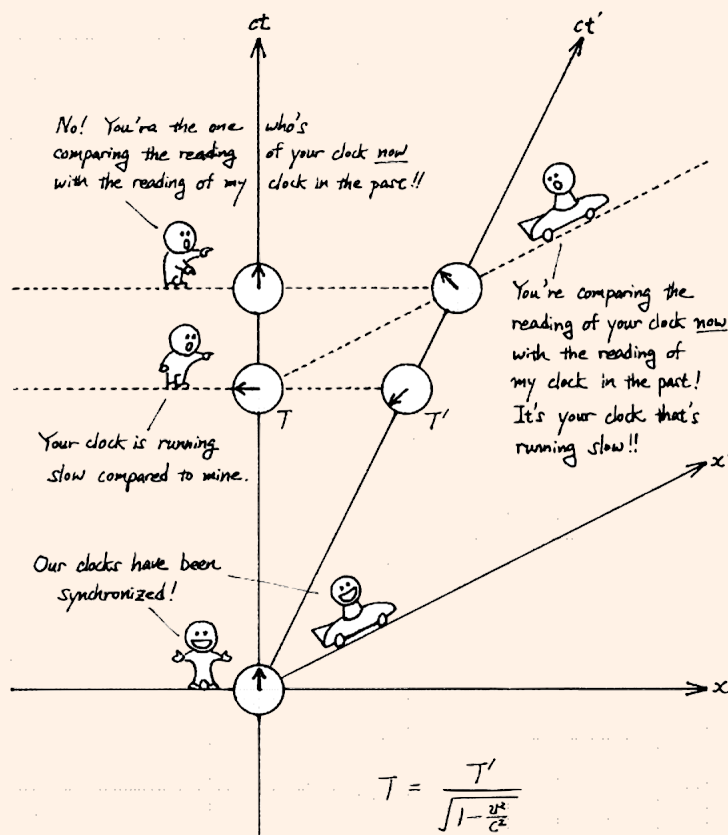 ct
ct'
No! You're the one who's
comparing the reading of your clock now
with the reading of my clock in the past!!
You're comparing the
reading of your clock now
with the reading of
my clock in the past!
It's your clock that's
running slow!!
T
T'
Your clock is running
slow compared to mine.
x'
Our clocks have been
synchronized!
x
T = T' / √(1 - v²/c²)